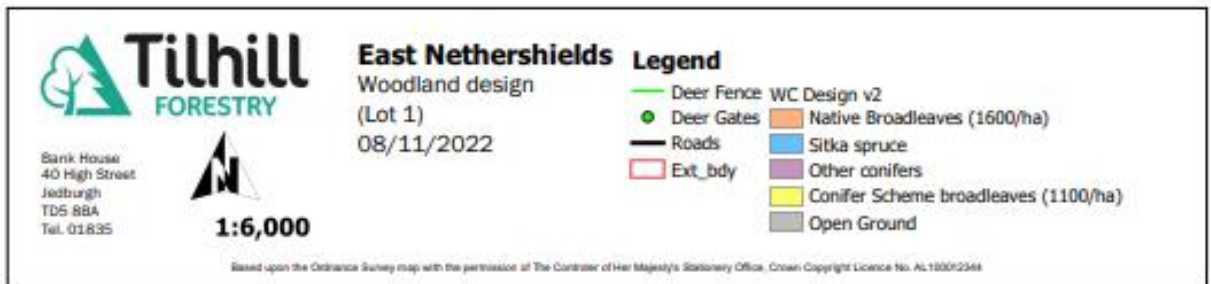 Tilhill
FORESTRY
Bank House
40 High Street
Jedburgh
TD5 8BA
Tel. 01835
N
1:6,000
East Nethershields
Woodland design
(Lot 1)
08/11/2022
Legend
Deer Fence
Deer Gates
Roads
Ext_bdy
WC Design v2
Native Broadleaves (1600/ha)
Sitka spruce
Other conifers
Conifer Scheme broadleaves (1100/ha)
Open Ground
Based upon the Ordinance Survey map with the permission of The Controller of Her Majesty's Stationery Office, Crown Copyright Licence No. AL100012344